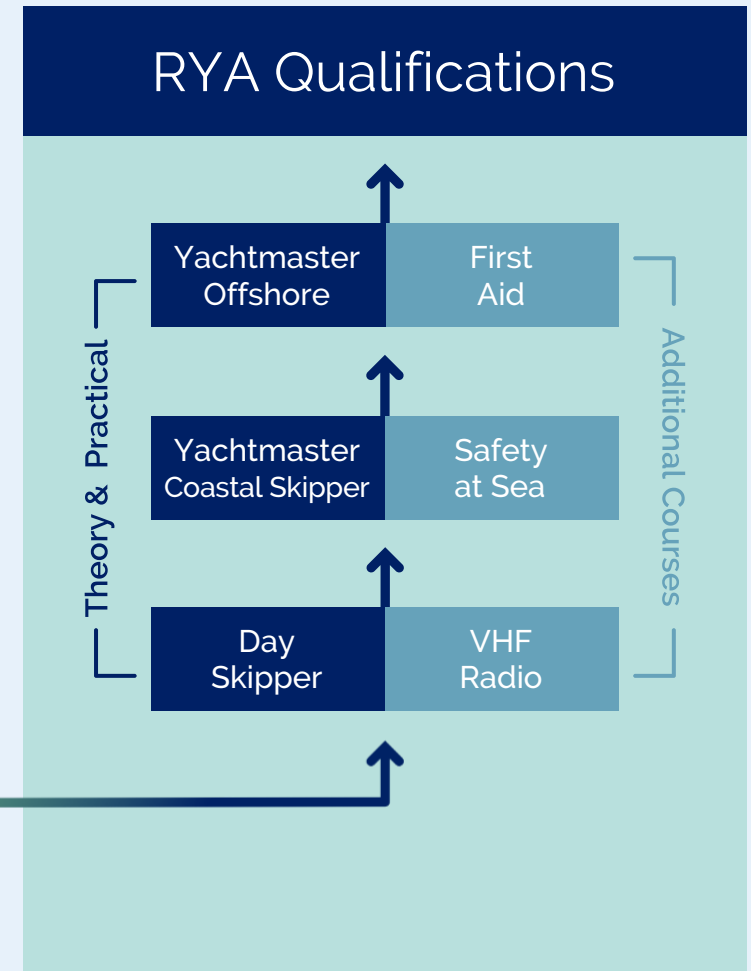 RYA Qualifications
Yachtmaster
Offshore
First
Aid
Theory & Practical
Additional Courses
Yachtmaster
Coastal Skipper
Safety
at Sea
Day
Skipper
VHF
Radio